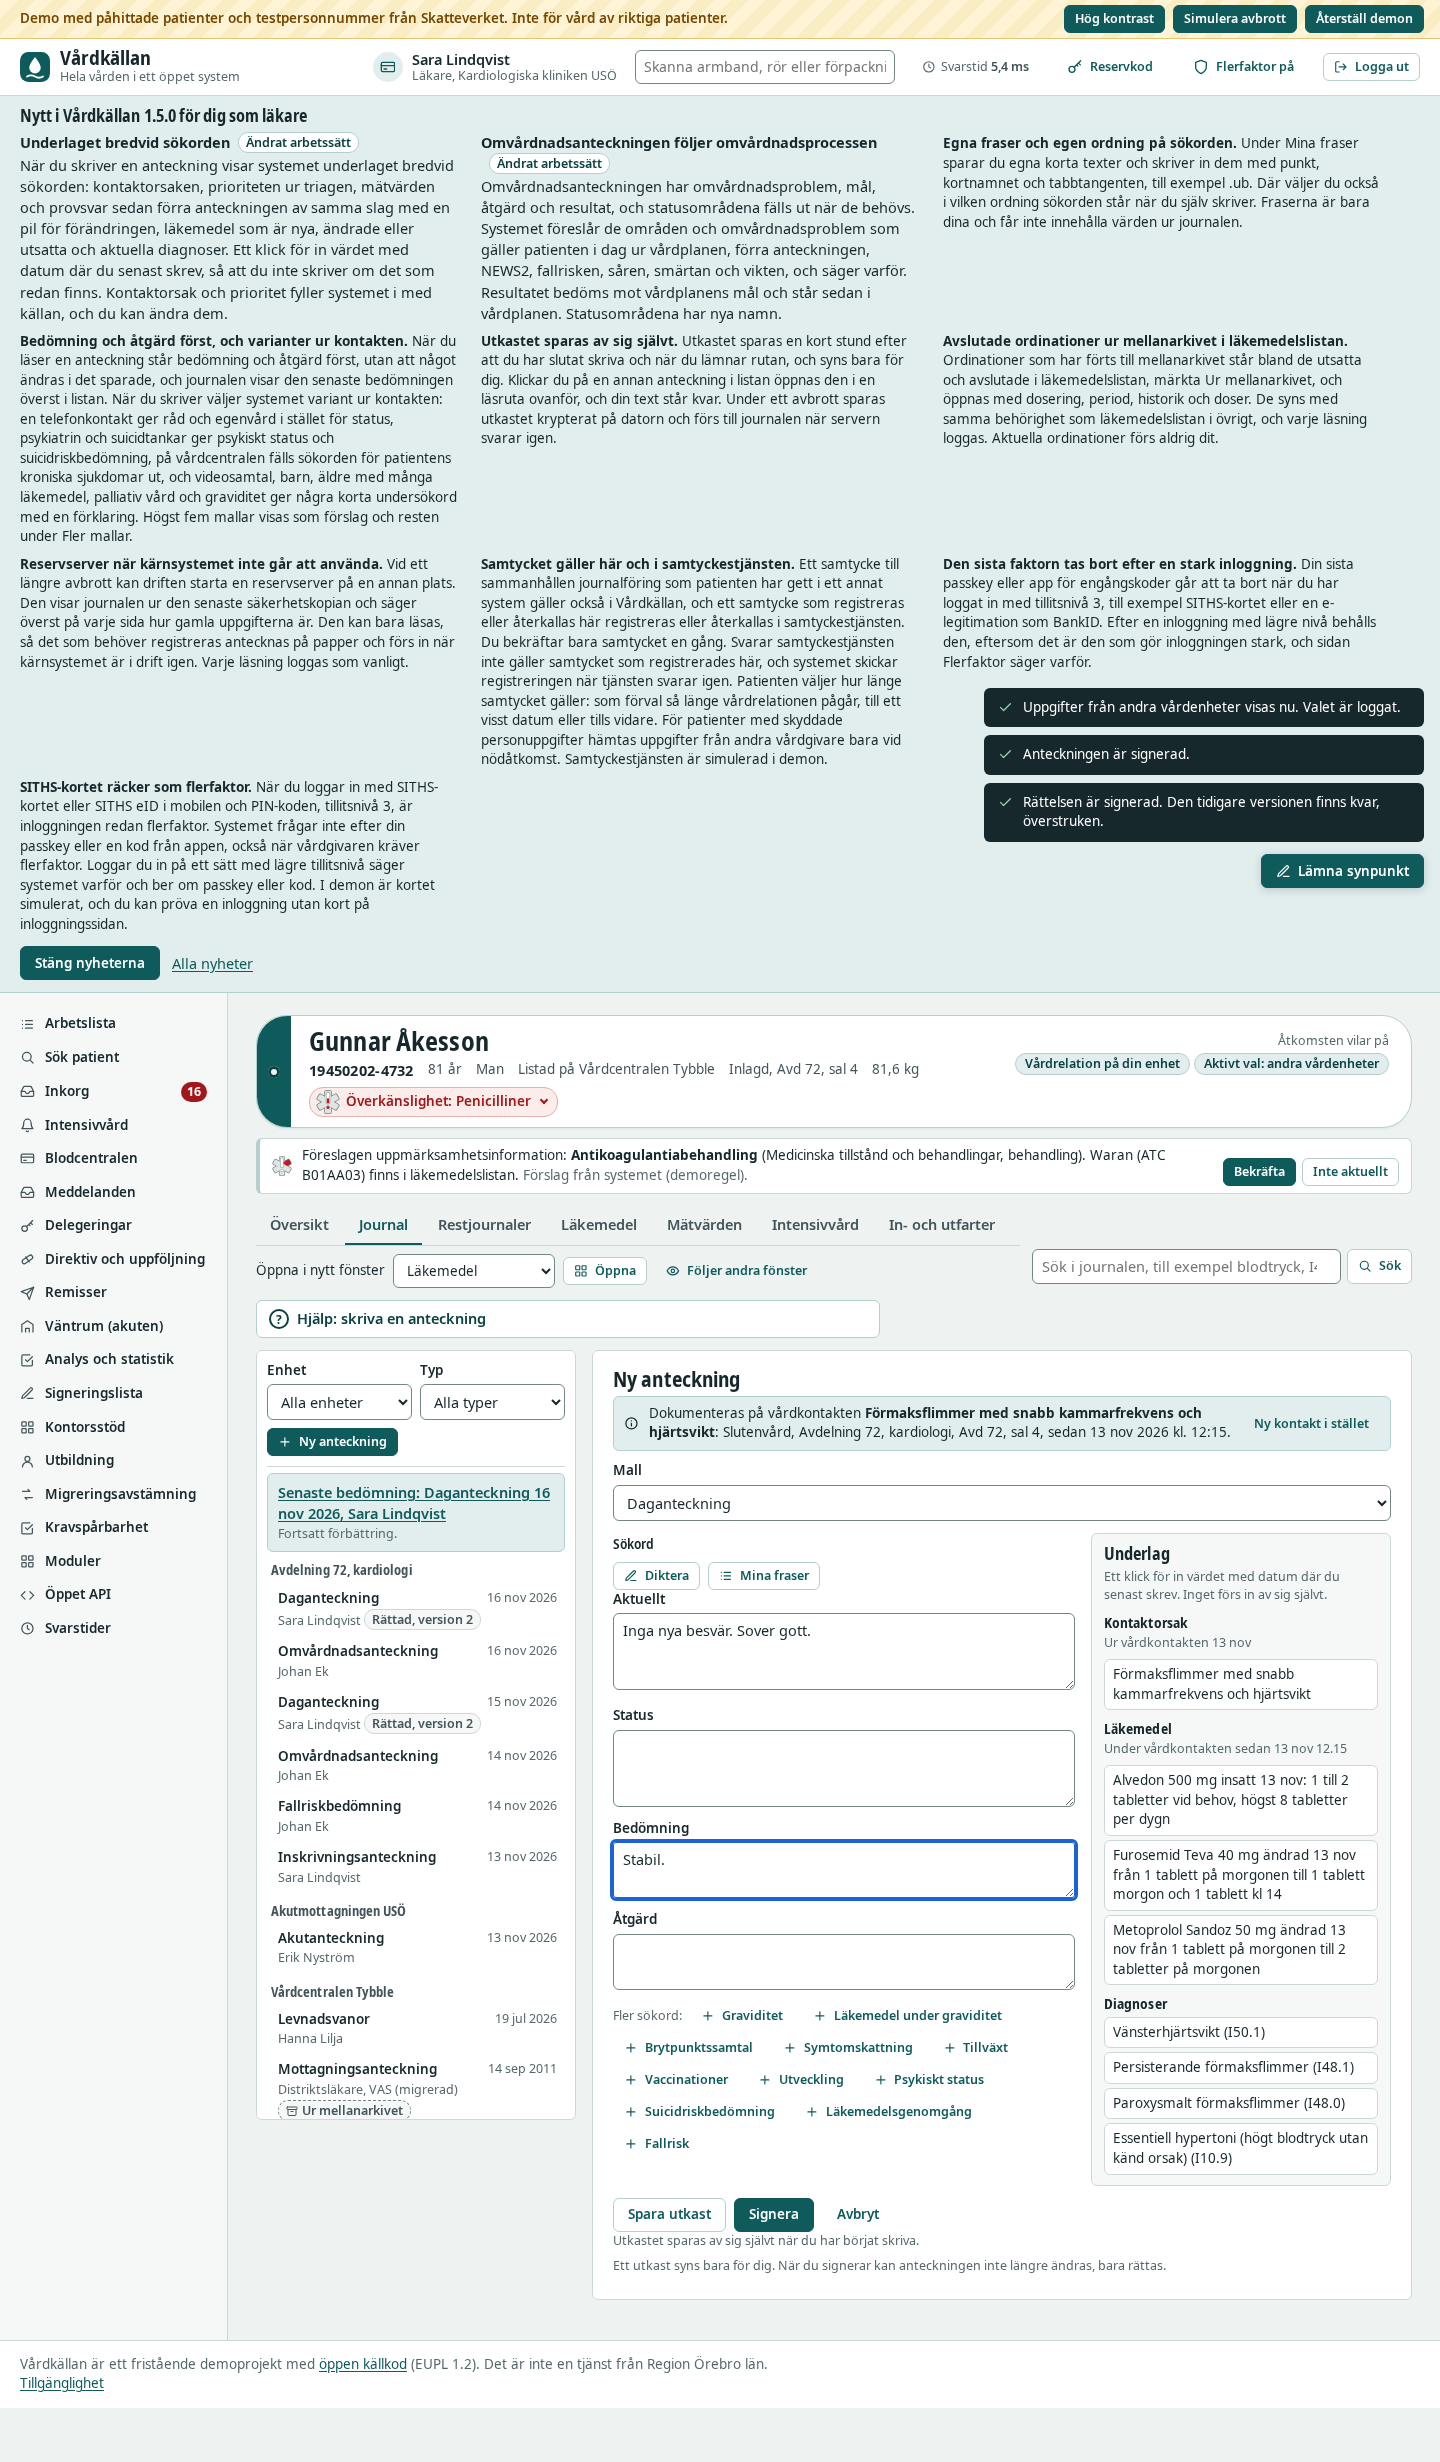 Demo med påhittade patienter och testpersonnummer från Skatteverket. Inte för vård av riktiga patienter.
Hög kontrast
Simulera avbrott
Återställ demon
Vårdkällan
Hela vården i ett öppet system
Sara Lindqvist
Läkare, Kardiologiska kliniken USÖ
Skanna armband, rör eller förpackni
Svarstid 5,4 ms
Reservkod
Flerfaktor på
Logga ut
Nytt i Vårdkällan 1.5.0 för dig som läkare
Underlaget bredvid sökorden Ändrat arbetssätt
När du skriver en anteckning visar systemet underlaget bredvid
sökorden: kontaktorsaken, prioriteten ur triagen, mätvärden
och provsvar sedan förra anteckningen av samma slag med en
pil för förändringen, läkemedel som är nya, ändrade eller
utsatta och aktuella diagnoser. Ett klick för in värdet med
datum där du senast skrev, så att du inte skriver om det som
redan finns. Kontaktorsak och prioritet fyller systemet i med
källan, och du kan ändra dem.
Omvårdnadsanteckningen följer omvårdnadsprocessen
Ändrat arbetssätt
Omvårdnadsanteckningen har omvårdnadsproblem, mål,
åtgärd och resultat, och statusområdena fälls ut när de behövs.
Systemet föreslår de områden och omvårdnadsproblem som
gäller patienten i dag ur vårdplanen, förra anteckningen,
NEWS2, fallrisken, såren, smärtan och vikten, och säger varför.
Resultatet bedöms mot vårdplanens mål och står sedan i
vårdplanen. Statusområdena har nya namn.
Egna fraser och egen ordning på sökorden. Under Mina fraser
sparar du egna korta texter och skriver in dem med punkt,
kortnamnet och tabbtangenten, till exempel .ub. Där väljer du också
i vilken ordning sökorden står när du själv skriver. Fraserna är bara
dina och får inte innehålla värden ur journalen.
Bedömning och åtgärd först, och varianter ur kontakten. När du
läser en anteckning står bedömning och åtgärd först, utan att något
ändras i det sparade, och journalen visar den senaste bedömningen
överst i listan. När du skriver väljer systemet variant ur kontakten:
en telefonkontakt ger råd och egenvård i stället för status,
psykiatrin och suicidtankar ger psykiskt status och
suicidriskbedömning, på vårdcentralen fälls sökorden för patientens
kroniska sjukdomar ut, och videosamtal, barn, äldre med många
läkemedel, palliativ vård och graviditet ger några korta undersökord
med en förklaring. Högst fem mallar visas som förslag och resten
under Fler mallar.
Utkastet sparas av sig självt. Utkastet sparas en kort stund efter
att du har slutat skriva och när du lämnar rutan, och syns bara för
dig. Klickar du på en annan anteckning i listan öppnas den i en
läsruta ovanför, och din text står kvar. Under ett avbrott sparas
utkastet krypterat på datorn och förs till journalen när servern
svarar igen.
Avslutade ordinationer ur mellanarkivet i läkemedelslistan.
Ordinationer som har förts till mellanarkivet står bland de utsatta
och avslutade i läkemedelslistan, märkta Ur mellanarkivet, och
öppnas med dosering, period, historik och doser. De syns med
samma behörighet som läkemedelslistan i övrigt, och varje läsning
loggas. Aktuella ordinationer förs aldrig dit.
Reservserver när kärnsystemet inte går att använda. Vid ett
längre avbrott kan driften starta en reservserver på en annan plats.
Den visar journalen ur den senaste säkerhetskopian och säger
överst på varje sida hur gamla uppgifterna är. Den kan bara läsas,
så det som behöver registreras antecknas på papper och förs in när
kärnsystemet är i drift igen. Varje läsning loggas som vanligt.
Samtycket gäller här och i samtyckestjänsten. Ett samtycke till
sammanhållen journalföring som patienten har gett i ett annat
system gäller också i Vårdkällan, och ett samtycke som registreras
eller återkallas här registreras eller återkallas i samtyckestjänsten.
Du bekräftar bara samtycket en gång. Svarar samtyckestjänsten
inte gäller samtycket som registrerades här, och systemet skickar
registreringen när tjänsten svarar igen. Patienten väljer hur länge
samtycket gäller: som förval så länge vårdrelationen pågår, till ett
visst datum eller tills vidare. För patienter med skyddade
personuppgifter hämtas uppgifter från andra vårdgivare bara vid
nödåtkomst. Samtyckestjänsten är simulerad i demon.
Den sista faktorn tas bort efter en stark inloggning. Din sista
passkey eller app för engångskoder går att ta bort när du har
loggat in med tillitsnivå 3, till exempel SITHS-kortet eller en e-
legitimation som BankID. Efter en inloggning med lägre nivå behålls
den, eftersom det är den som gör inloggningen stark, och sidan
Flerfaktor säger varför.
Uppgifter från andra vårdenheter visas nu. Valet är loggat.
Anteckningen är signerad.
Rättelsen är signerad. Den tidigare versionen finns kvar,
överstruken.
Lämna synpunkt
SITHS-kortet räcker som flerfaktor. När du loggar in med SITHS-
kortet eller SITHS eID i mobilen och PIN-koden, tillitsnivå 3, är
inloggningen redan flerfaktor. Systemet frågar inte efter din
passkey eller en kod från appen, också när vårdgivaren kräver
flerfaktor. Loggar du in på ett sätt med lägre tillitsnivå säger
systemet varför och ber om passkey eller kod. I demon är kortet
simulerat, och du kan pröva en inloggning utan kort på
inloggningssidan.
Stäng nyheterna
Alla nyheter
Arbetslista
Sök patient
Inkorg 16
Intensivvård
Blodcentralen
Meddelanden
Delegeringar
Direktiv och uppföljning
Remisser
Väntrum (akuten)
Analys och statistik
Signeringslista
Kontorsstöd
Utbildning
Migreringsavstämning
Kravspårbarhet
Moduler
Öppet API
Svarstider
Gunnar Åkesson
19450202-4732 81 år Man Listad på Vårdcentralen Tybble Inlagd, Avd 72, sal 4 81,6 kg
Överkänslighet: Penicilliner
Åtkomsten vilar på
Vårdrelation på din enhet
Aktivt val: andra vårdenheter
Föreslagen uppmärksamhetsinformation: Antikoagulantiabehandling (Medicinska tillstånd och behandlingar, behandling). Waran (ATC
B01AA03) finns i läkemedelslistan. Förslag från systemet (demoregel).
Bekräfta
Inte aktuellt
Översikt
Journal
Restjournaler
Läkemedel
Mätvärden
Intensivvård
In- och utfarter
Öppna i nytt fönster
Läkemedel
Öppna
Följer andra fönster
Sök i journalen, till exempel blodtryck, I4
Sök
? Hjälp: skriva en anteckning
Enhet
Typ
Alla enheter
Alla typer
Ny anteckning
Senaste bedömning: Daganteckning 16
nov 2026, Sara Lindqvist
Fortsatt förbättring.
Avdelning 72, kardiologi
Daganteckning 16 nov 2026
Sara Lindqvist Rättad, version 2
Omvårdnadsanteckning 16 nov 2026
Johan Ek
Daganteckning 15 nov 2026
Sara Lindqvist Rättad, version 2
Omvårdnadsanteckning 14 nov 2026
Johan Ek
Fallriskbedömning 14 nov 2026
Johan Ek
Inskrivningsanteckning 13 nov 2026
Sara Lindqvist
Akutmottagningen USÖ
Akutanteckning 13 nov 2026
Erik Nyström
Vårdcentralen Tybble
Levnadsvanor 19 jul 2026
Hanna Lilja
Mottagningsanteckning 14 sep 2011
Distriktsläkare, VAS (migrerad)
Ur mellanarkivet
Ny anteckning
Dokumenteras på vårdkontakten Förmaksflimmer med snabb kammarfrekvens och
hjärtsvikt: Slutenvård, Avdelning 72, kardiologi, Avd 72, sal 4, sedan 13 nov 2026 kl. 12:15.
Ny kontakt i stället
Mall
Daganteckning
Sökord
Diktera
Mina fraser
Aktuellt
Inga nya besvär. Sover gott.
Status
Bedömning
Stabil.
Åtgärd
Fler sökord:
Graviditet
Läkemedel under graviditet
Brytpunktssamtal
Symtomskattning
Tillväxt
Vaccinationer
Utveckling
Psykiskt status
Suicidriskbedömning
Läkemedelsgenomgång
Fallrisk
Underlag
Ett klick för in värdet med datum där du
senast skrev. Inget förs in av sig självt.
Kontaktorsak
Ur vårdkontakten 13 nov
Förmaksflimmer med snabb
kammarfrekvens och hjärtsvikt
Läkemedel
Under vårdkontakten sedan 13 nov 12.15
Alvedon 500 mg insatt 13 nov: 1 till 2
tabletter vid behov, högst 8 tabletter
per dygn
Furosemid Teva 40 mg ändrad 13 nov
från 1 tablett på morgonen till 1 tablett
morgon och 1 tablett kl 14
Metoprolol Sandoz 50 mg ändrad 13
nov från 1 tablett på morgonen till 2
tabletter på morgonen
Diagnoser
Vänsterhjärtsvikt (I50.1)
Persisterande förmaksflimmer (I48.1)
Paroxysmalt förmaksflimmer (I48.0)
Essentiell hypertoni (högt blodtryck utan
känd orsak) (I10.9)
Spara utkast
Signera
Avbryt
Utkastet sparas av sig självt när du har börjat skriva.
Ett utkast syns bara för dig. När du signerar kan anteckningen inte längre ändras, bara rättas.
Vårdkällan är ett fristående demoprojekt med öppen källkod (EUPL 1.2). Det är inte en tjänst från Region Örebro län.
Tillgänglighet